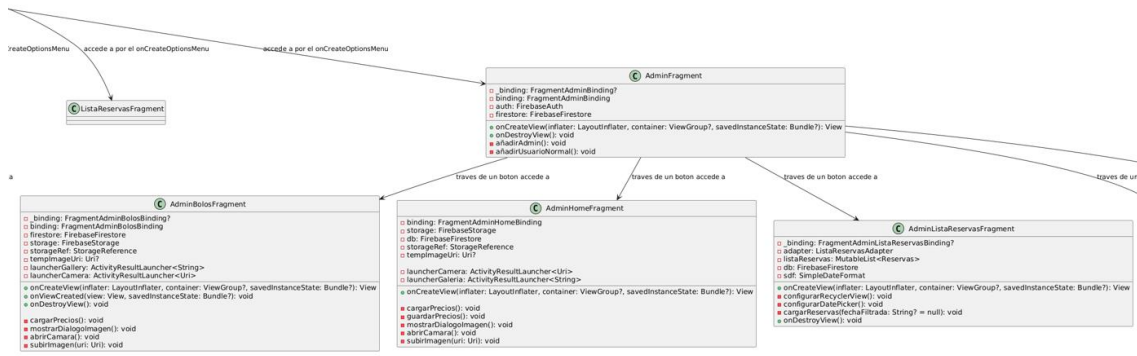 reateOptionsMenu
accede a por el onCreateOptionsMenu
accede a por el onCreateOptionsMenu
C AdminFragment
_binding: FragmentAdminBinding?
binding: FragmentAdminBinding
auth: FirebaseAuth
firestore: FirebaseFirestore
onCreateView(inflater: LayoutInflater, container: ViewGroup?, savedInstanceState: Bundle?): View
onDestroyView(): void
añadirAdmin(): void
añadirUsuarioNormal(): void
C ListaReservasFragment
a
traves de un boton accede a
traves de un boton accede a
traves de un boton accede a
traves de ur
C AdminBolosFragment
_binding: FragmentAdminBolosBinding?
binding: FragmentAdminBolosBinding
firestore: FirebaseFirestore
storage: FirebaseStorage
storageRef: StorageReference
tempImageUri: Uri?
launcherGallery: ActivityResultLauncher<String>
launcherCamera: ActivityResultLauncher<Uri>
onCreateView(inflater: LayoutInflater, container: ViewGroup?, savedInstanceState: Bundle?): View
onViewCreated(view: View, savedInstanceState: Bundle?): void
onDestroyView(): void
cargarPrecios(): void
mostrarDialogoImagen(): void
abrirCamara(): void
subirImagen(uri: Uri): void
C AdminHomeFragment
binding: FragmentAdminHomeBinding
storage: FirebaseStorage
db: FirebaseFirestore
storageRef: StorageReference
tempImageUri: Uri?
launcherCamera: ActivityResultLauncher<Uri>
launcherGaleria: ActivityResultLauncher<String>
onCreateView(inflater: LayoutInflater, container: ViewGroup?, savedInstanceState: Bundle?): View
cargarPrecios(): void
guardarPrecios(): void
mostrarDialogoImagen(): void
abrirCamara(): void
subirImagen(uri: Uri): void
C AdminListaReservasFragment
_binding: FragmentAdminListaReservasBinding?
adapter: ListaReservasAdapter
listaReservas: MutableList<Reservas>
db: FirebaseFirestore
sdf: SimpleDateFormat
onCreateView(inflater: LayoutInflater, container: ViewGroup?, savedInstanceState: Bundle?): View
configurarRecyclerView(): void
configurarDatePicker(): void
cargarReservas(fechaFiltrada: String? = null): void
onDestroyView(): void